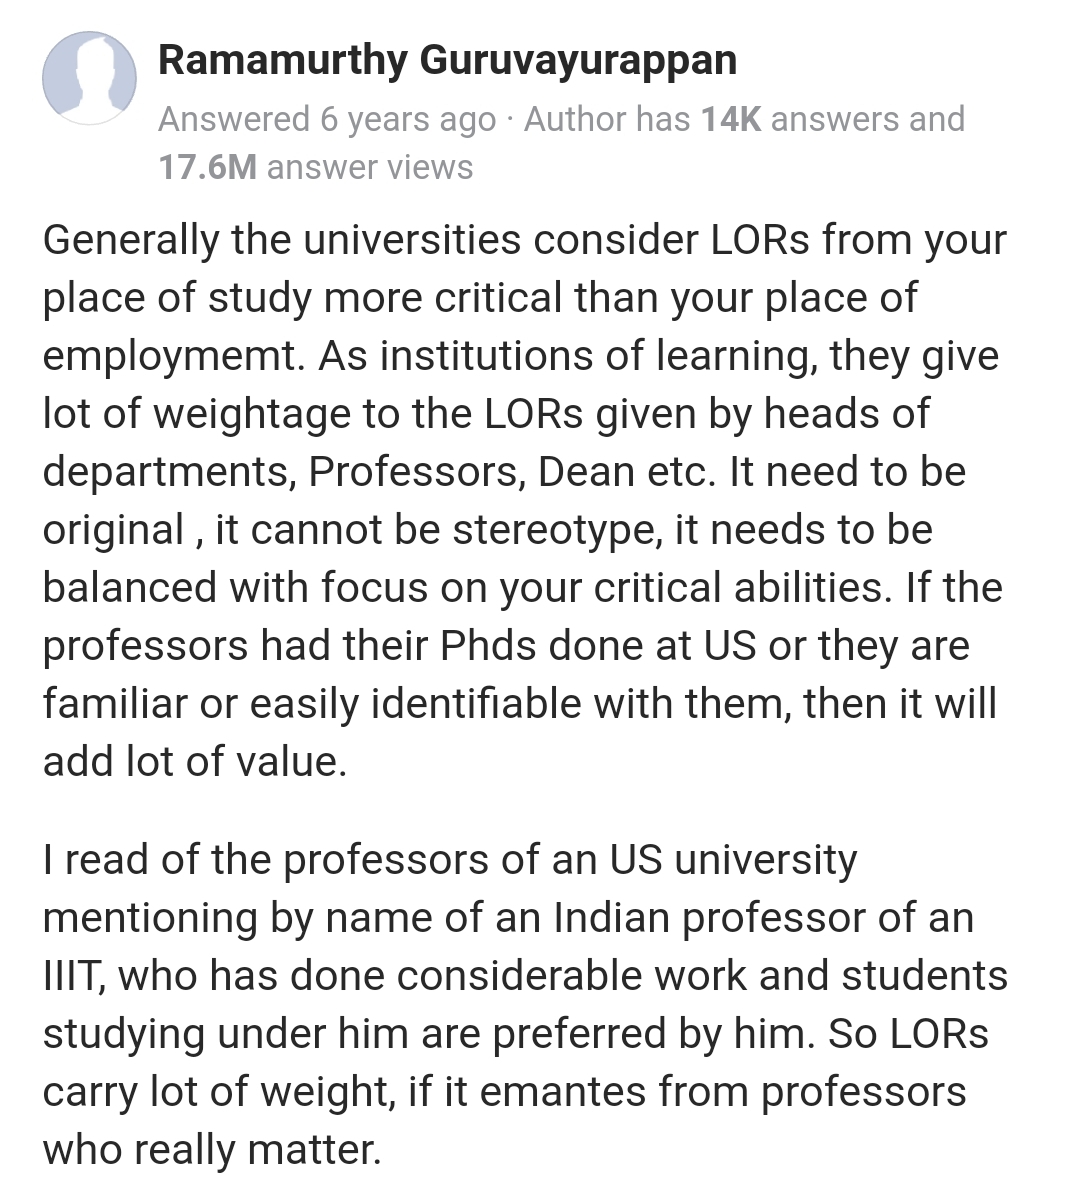 Ramamurthy Guruvayurappan
Answered 6 years ago · Author has 14K answers and
17.6M answer views
Generally the universities consider LORs from your
place of study more critical than your place of
employmemt. As institutions of learning, they give
lot of weightage to the LORs given by heads of
departments, Professors, Dean etc. It need to be
original , it cannot be stereotype, it needs to be
balanced with focus on your critical abilities. If the
professors had their Phds done at US or they are
familiar or easily identifiable with them, then it will
add lot of value.
I read of the professors of an US university
mentioning by name of an Indian professor of an
IIIT, who has done considerable work and students
studying under him are preferred by him. So LORs
carry lot of weight, if it emantes from professors
who really matter.